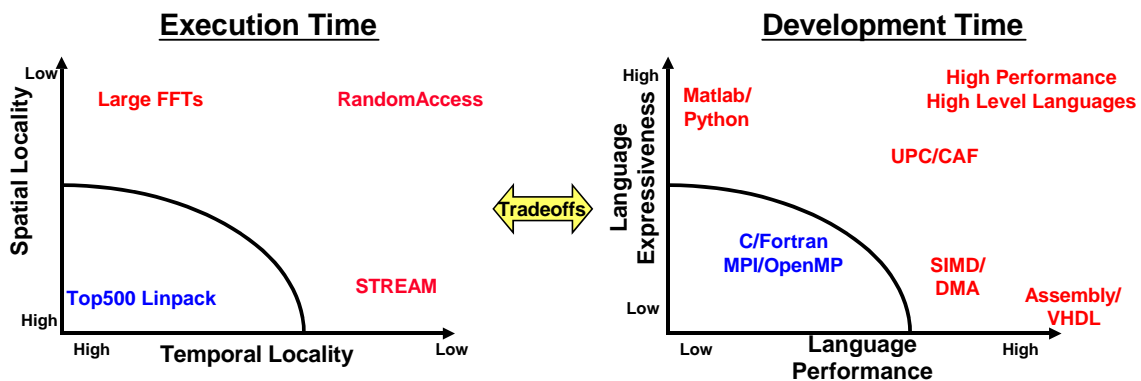 Execution Time
Low
Large FFTs
RandomAccess
Spatial Locality
STREAM
Top500 Linpack
High
High
Temporal Locality
Low
Tradeoffs
Development Time
High
High Performance
High Level Languages
Matlab/
Python
Language
Expressiveness
UPC/CAF
C/Fortran
MPI/OpenMP
SIMD/
DMA
Assembly/
VHDL
Low
Low
Language
Performance
High